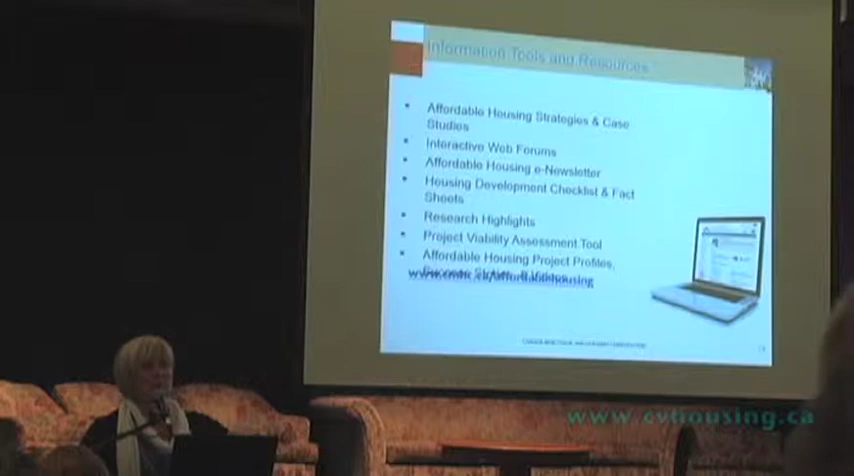 Information Tools and Resources
Affordable Housing Strategies & Case
Studies
Interactive Web Forums
Affordable Housing e-Newsletter
Housing Development Checklist & Fact
Sheets
Research Highlights
Project Viability Assessment Tool
Affordable Housing Project Profiles,
www.cvhousing.ca